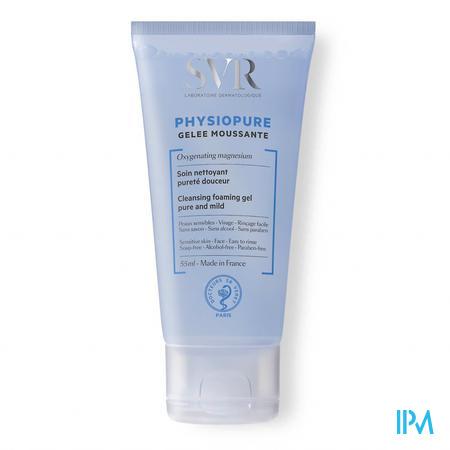 SVR
LABORATOIRE DERMATOLOGIQUE
PHYSIOPURE
GELEE MOUSSANTE
Oxygenating magnesium
Soin nettoyant
pureté douceur
Cleansing foaming gel
pure and mild
Peaux sensibles - Visage - Rinçage facile
Sans savon - Sans alcool - Sans paraben
Sensitive skin - Face - Easy to rinse
Soap-free - Alcohol-free - Paraben-free
55ml - Made in France
PARIS
IPM